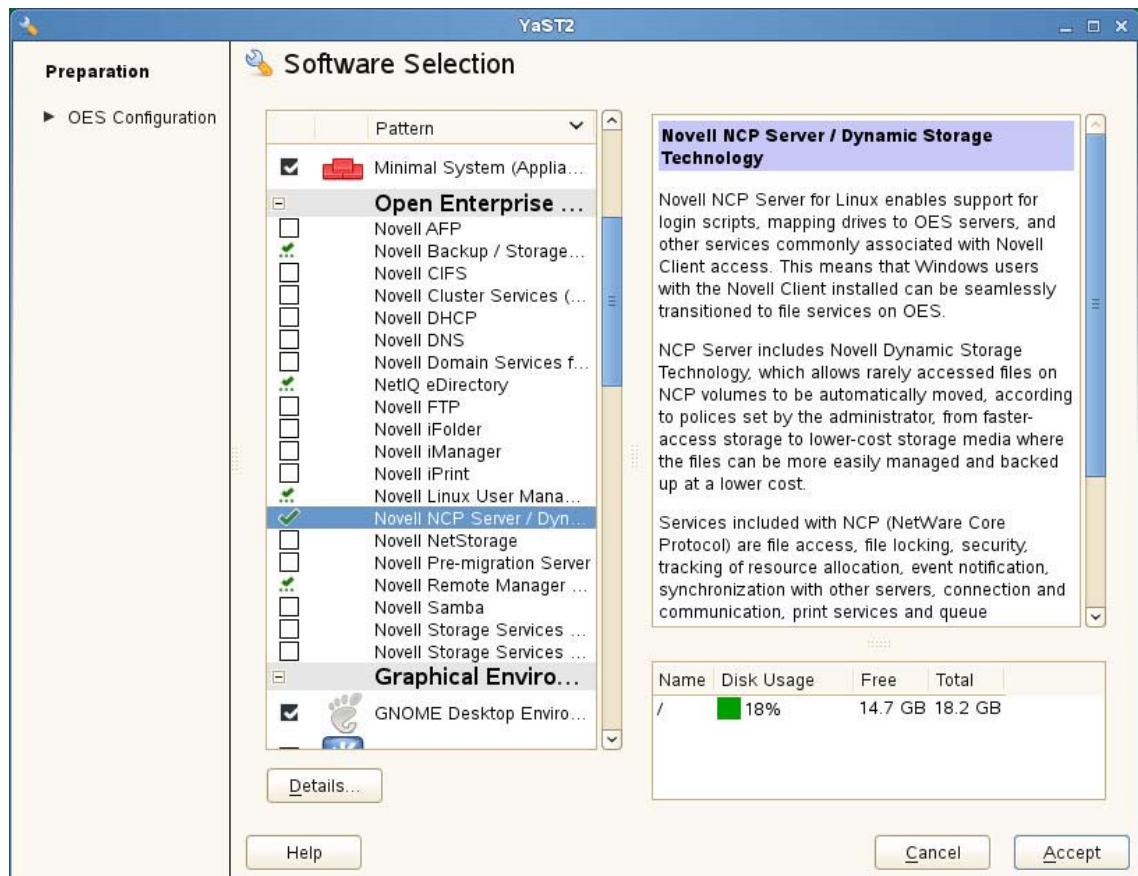 YaST2
Preparation
OES Configuration
Software Selection
Pattern
Minimal System (Applia...
Open Enterprise ...
Novell AFP
Novell Backup / Storage...
Novell CIFS
Novell Cluster Services (...
Novell DHCP
Novell DNS
Novell Domain Services f...
NetIQ eDirectory
Novell FTP
Novell iFolder
Novell iManager
Novell iPrint
Novell Linux User Mana...
Novell NCP Server / Dyn...
Novell NetStorage
Novell Pre-migration Server
Novell Remote Manager ...
Novell Samba
Novell Storage Services ...
Novell Storage Services ...
Graphical Enviro...
GNOME Desktop Enviro...
Details...
Novell NCP Server / Dynamic Storage
Technology
Novell NCP Server for Linux enables support for
login scripts, mapping drives to OES servers, and
other services commonly associated with Novell
Client access. This means that Windows users
with the Novell Client installed can be seamlessly
transitioned to file services on OES.
NCP Server includes Novell Dynamic Storage
Technology, which allows rarely accessed files on
NCP volumes to be automatically moved, according
to polices set by the administrator, from faster-
access storage to lower-cost storage media where
the files can be more easily managed and backed
up at a lower cost.
Services included with NCP (NetWare Core
Protocol) are file access, file locking, security,
tracking of resource allocation, event notification,
synchronization with other servers, connection and
communication, print services and queue
Name Disk Usage Free Total
/ 18% 14.7 GB 18.2 GB
Help
Cancel
Accept